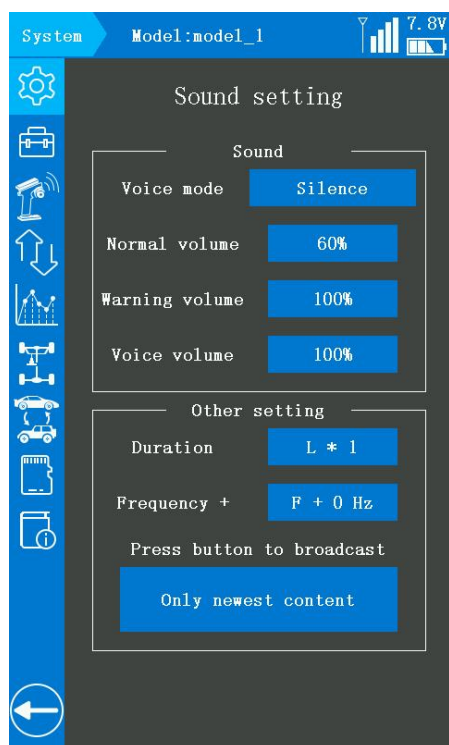 System
Model:model_1
7.8V
Sound setting
Sound
Voice mode
Silence
Normal volume
60%
Warning volume
100%
Voice volume
100%
Other setting
Duration
L * 1
Frequency +
F + 0 Hz
Press button to broadcast
Only newest content